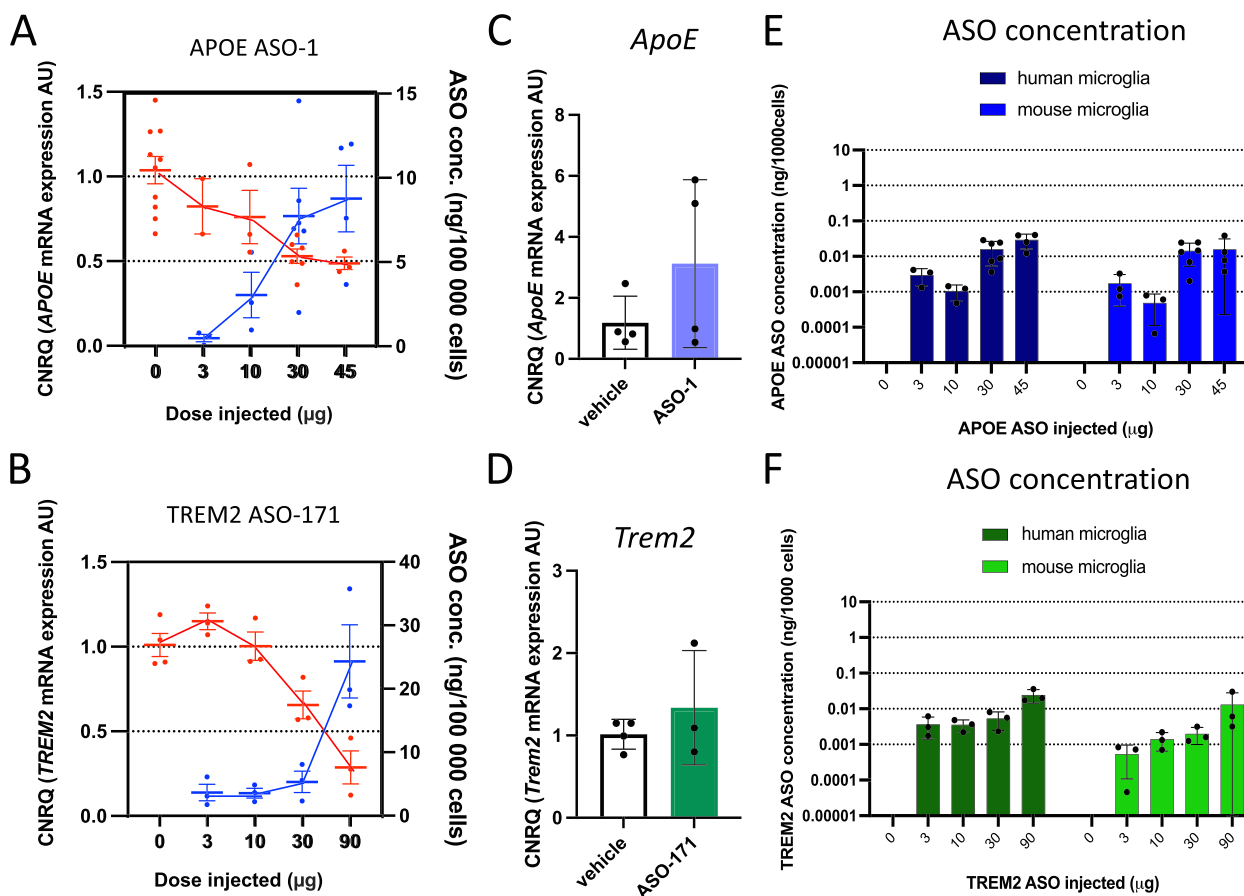 A
APOE ASO-1
CNRQ (APOE mRNA expression AU)
1.5
1.0
0.5
0.0
15
10
5
0
ASO conc. (ng/100 000 cells)
0 3 10 30 45
Dose injected (µg)
B
TREM2 ASO-171
CNRQ (TREM2 mRNA expression AU)
1.5
1.0
0.5
0.0
40
30
20
10
0
ASO conc. (ng/100 000 cells)
0 3 10 30 90
Dose injected (µg)
C
ApoE
CNRQ (ApoE mRNA expression AU)
8
6
4
2
0
vehicle
ASO-1
D
Trem2
CNRQ (Trem2 mRNA expression AU)
3
2
1
0
vehicle
ASO-171
E
ASO concentration
human microglia
mouse microglia
APOE ASO concentration (ng/1000cells)
10
1
0.1
0.01
0.001
0.0001
0.00001
0 3 10 30 45 0 3 10 30 45
APOE ASO injected (µg)
F
ASO concentration
human microglia
mouse microglia
TREM2 ASO concentration (ng/1000 cells)
10
1
0.1
0.01
0.001
0.0001
0.00001
0 3 10 30 90 0 3 10 30 90
TREM2 ASO injected (µg)